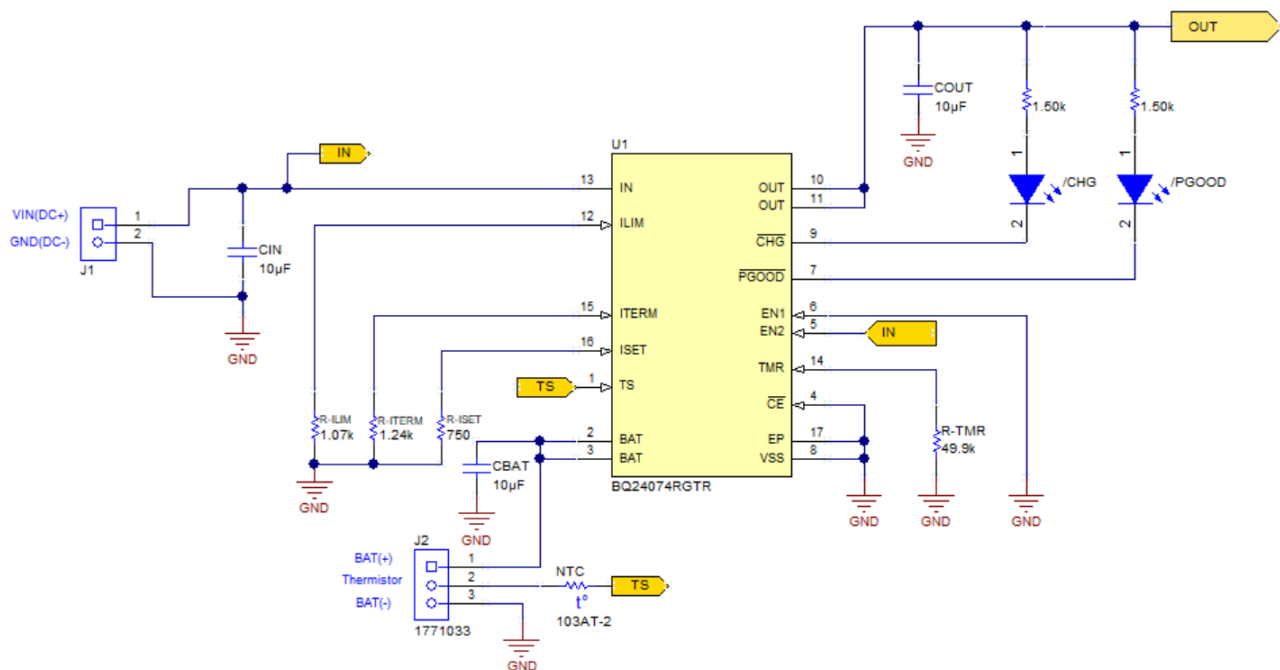 OUT
COUT
10µF
GND
1.50k
1.50k
1
/CHG
2
1
/PGOOD
2
IN
VIN(DC+)
GND(DC-)
1
2
J1
CIN
10µF
GND
U1
13 IN
12 ILIM
15 ITERM
16 ISET
TS 1 TS
2 BAT
3 BAT
OUT 10
OUT 11
CHG 9
PGOOD 7
EN1 6
EN2 5 IN
TMR 14
CE 4
EP 17
VSS 8
BQ24074RGTR
R-ILIM
1.07k
R-ITERM
1.24k
R-ISET
750
GND
CBAT
10µF
GND
R-TMR
49.9k
GND
GND
GND
J2
BAT(+) 1
Thermistor 2
BAT(-) 3
1771033
NTC
t°
103AT-2
TS
GND